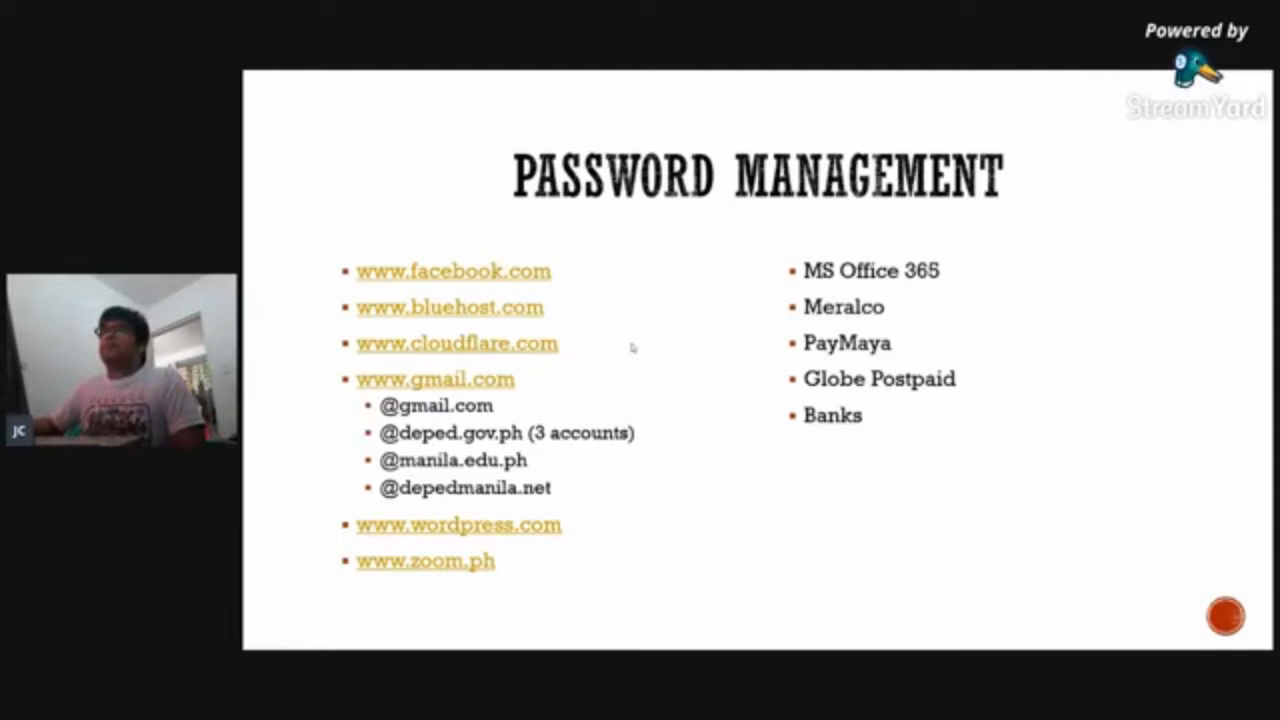 Powered by
StreamYard
PASSWORD MANAGEMENT
www.facebook.com
www.bluehost.com
www.cloudflare.com
www.gmail.com
@gmail.com
@deped.gov.ph (3 accounts)
@manila.edu.ph
@depedmanila.net
www.wordpress.com
www.zoom.ph
MS Office 365
Meralco
PayMaya
Globe Postpaid
Banks
JC